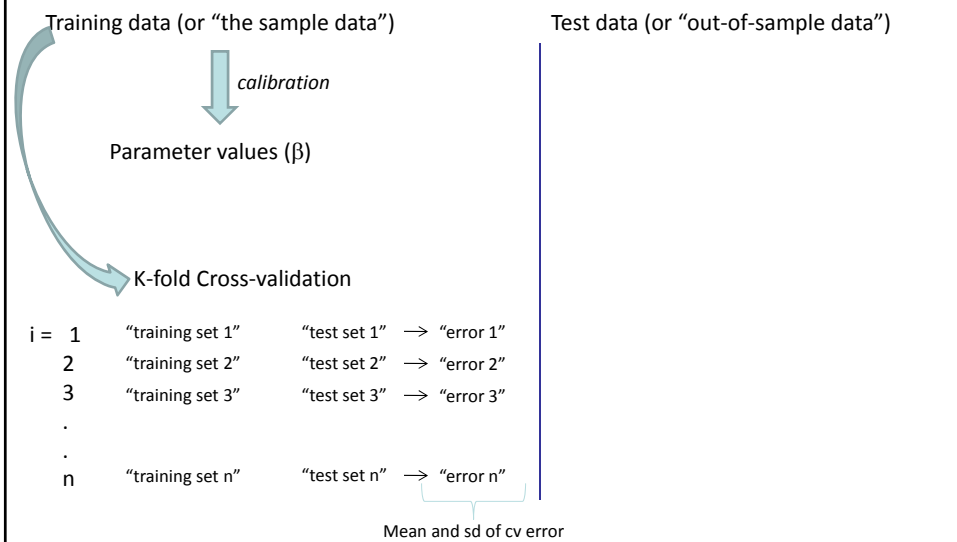 Training data (or “the sample data”)
Test data (or “out-of-sample data”)
calibration
Parameter values (β)
K-fold Cross-validation
i = 1 “training set 1” “test set 1” → “error 1”
2 “training set 2” “test set 2” → “error 2”
3 “training set 3” “test set 3” → “error 3”
.
.
n “training set n” “test set n” → “error n”
Mean and sd of cv error